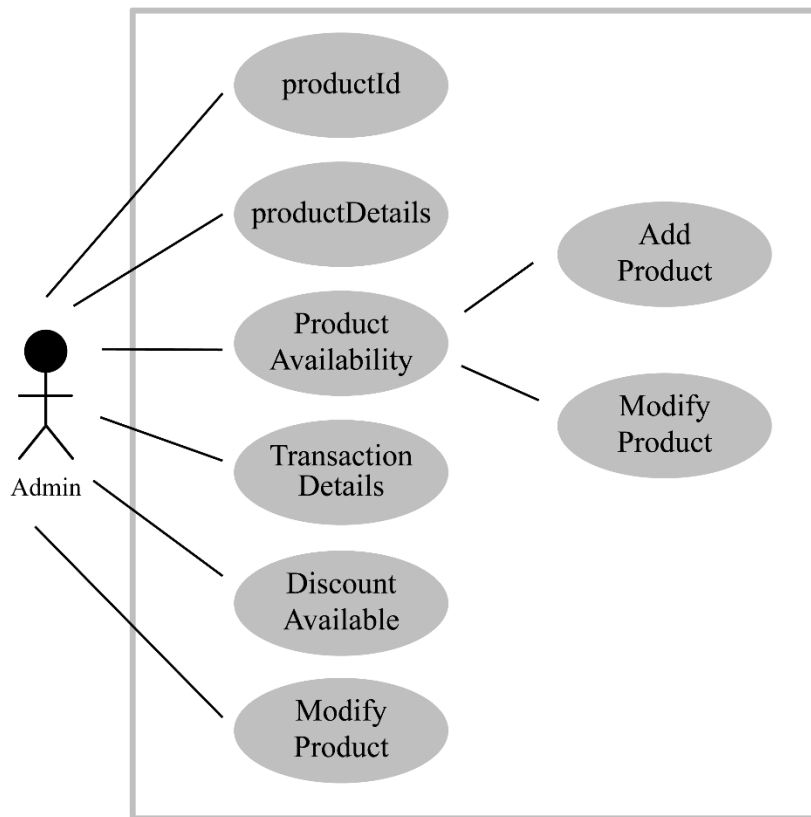 productId
productDetails
Add
Product
Product
Availability
Modify
Product
Transaction
Details
Admin
Discount
Available
Modify
Product